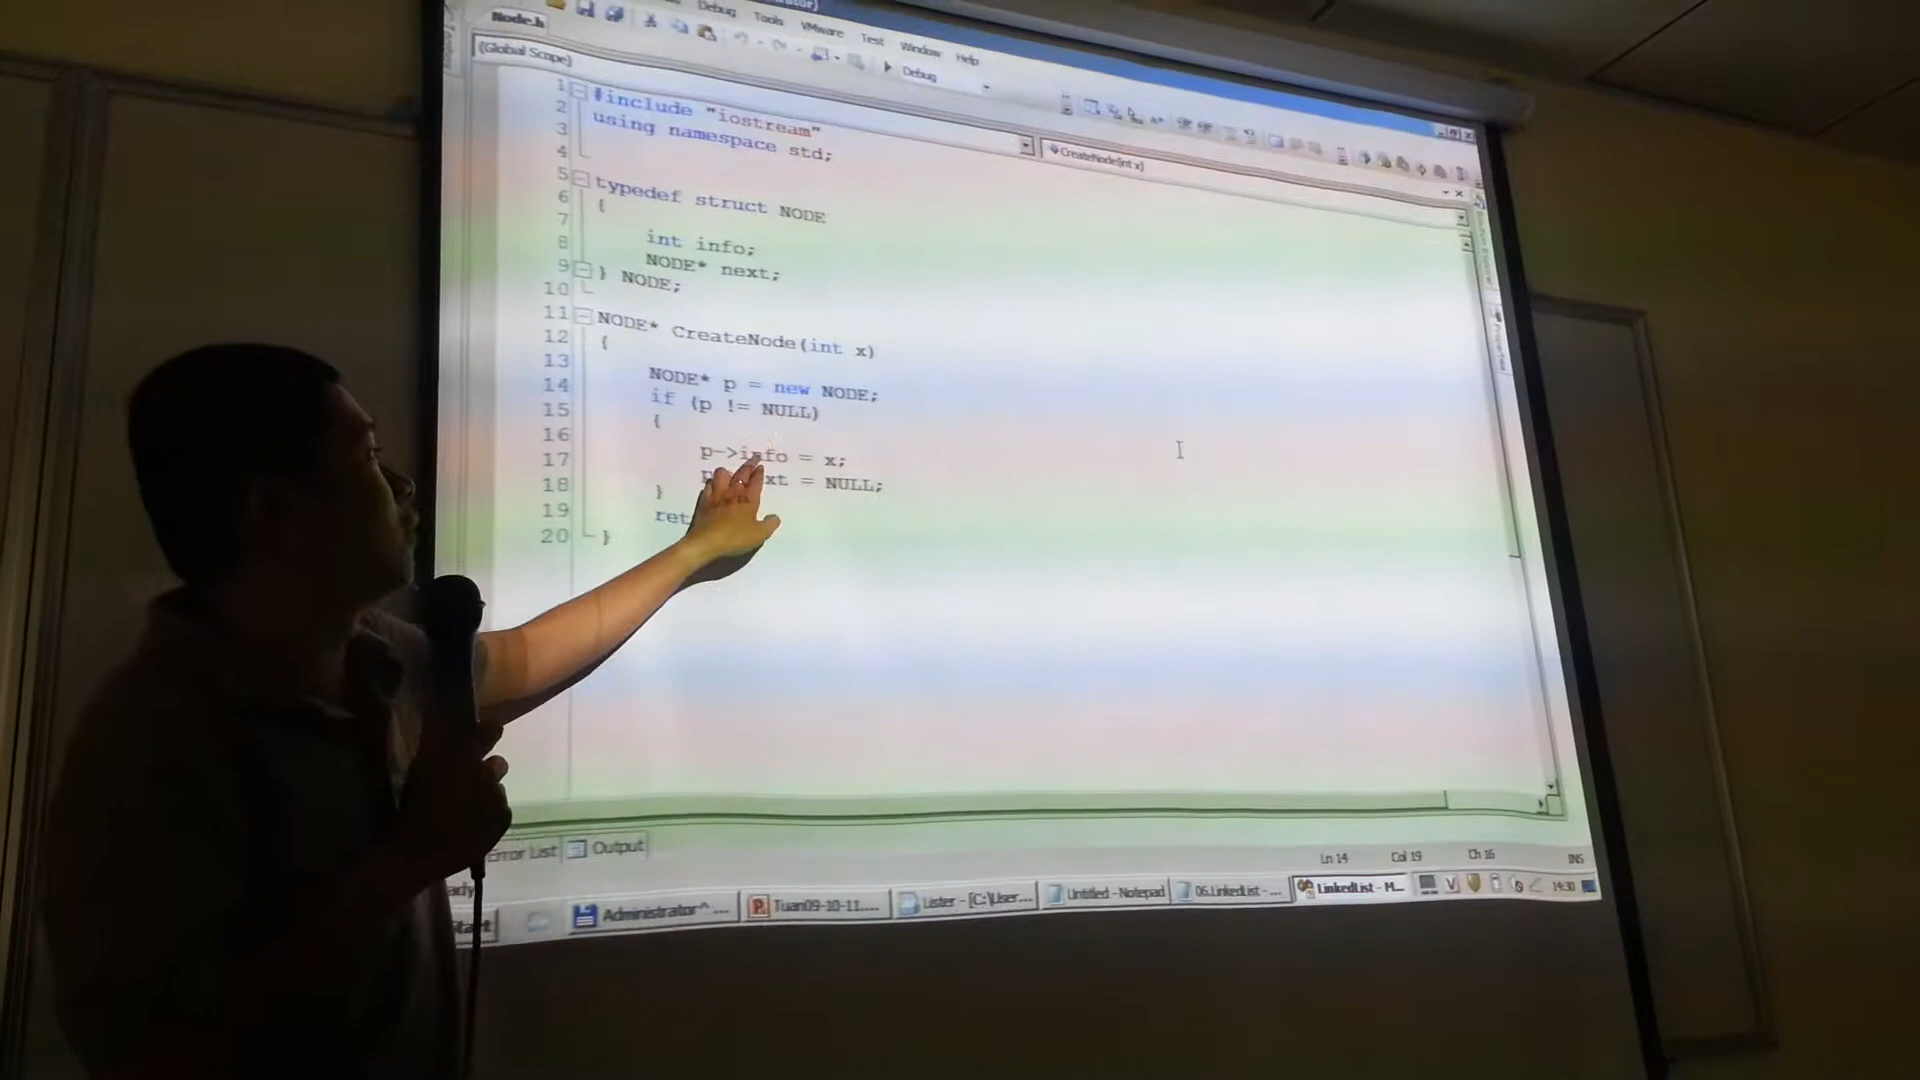 Debug Tools VMware Test Window Help
Debug
Node.h
(Global Scope)
CreateNode(int x)
1 #include "iostream"
2 using namespace std;
3
4
5 typedef struct NODE
6 {
7 int info;
8 NODE* next;
9 } NODE;
10
11 NODE* CreateNode(int x)
12 {
13 NODE* p = new NODE;
14 if (p != NULL)
15 {
16 p->info = x;
17 = NULL;
18 }
19
20 }
Error List Output
Ln 14 Col 19 Ch 16 INS
Administrator^ ...
Tuan09-10-11....
Lister - [C:\User...
Untitled - Notepad
06.LinkedList - ...
LinkedList - M...
14:30